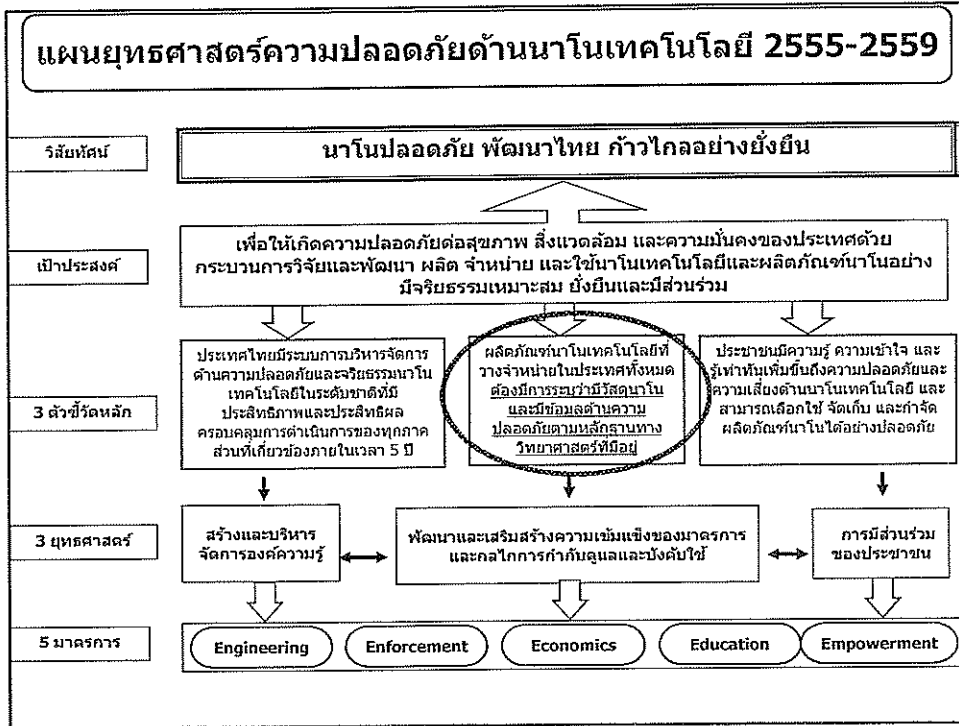 แผนยุทธศาสตร์ความปลอดภัยด้านนาโนเทคโนโลยี 2555-2559
วิสัยทัศน์
นาโนปลอดภัย พัฒนาไทย ก้าวไกลอย่างยั่งยืน
เป้าประสงค์
เพื่อให้เกิดความปลอดภัยต่อสุขภาพ สิ่งแวดล้อม และความมั่นคงของประเทศด้วย
กระบวนการวิจัยและพัฒนา ผลิต จำหน่าย และใช้นาโนเทคโนโลยีและผลิตภัณฑ์นาโนอย่าง
มีจริยธรรมเหมาะสม ยั่งยืนและมีส่วนร่วม
3 ตัวชี้วัดหลัก
ประเทศไทยมีระบบการบริหารจัดการ
ด้านความปลอดภัยและจริยธรรมนาโน
เทคโนโลยีในระดับชาติที่มี
ประสิทธิภาพและประสิทธิผล
ครอบคลุมการดำเนินการของทุกภาค
ส่วนที่เกี่ยวข้องภายในเวลา 5 ปี
ผลิตภัณฑ์นาโนเทคโนโลยีที่
วางจำหน่ายในประเทศทั้งหมด
ต้องมีการระบุว่ามีวัสดุนาโน
และมีข้อมูลด้านความ
ปลอดภัยตามหลักฐานทาง
วิทยาศาสตร์ที่มีอยู่
ประชาชนมีความรู้ ความเข้าใจ และ
รู้เท่าทันเพิ่มขึ้นถึงความปลอดภัยและ
ความเสี่ยงด้านนาโนเทคโนโลยี และ
สามารถเลือกใช้ จัดเก็บ และกำจัด
ผลิตภัณฑ์นาโนได้อย่างปลอดภัย
3 ยุทธศาสตร์
สร้างและบริหาร
จัดการองค์ความรู้
พัฒนาและเสริมสร้างความเข้มแข็งของมาตรการ
และกลไกการกำกับดูแลและบังคับใช้
การมีส่วนร่วม
ของประชาชน
5 มาตรการ
Engineering
Enforcement
Economics
Education
Empowerment